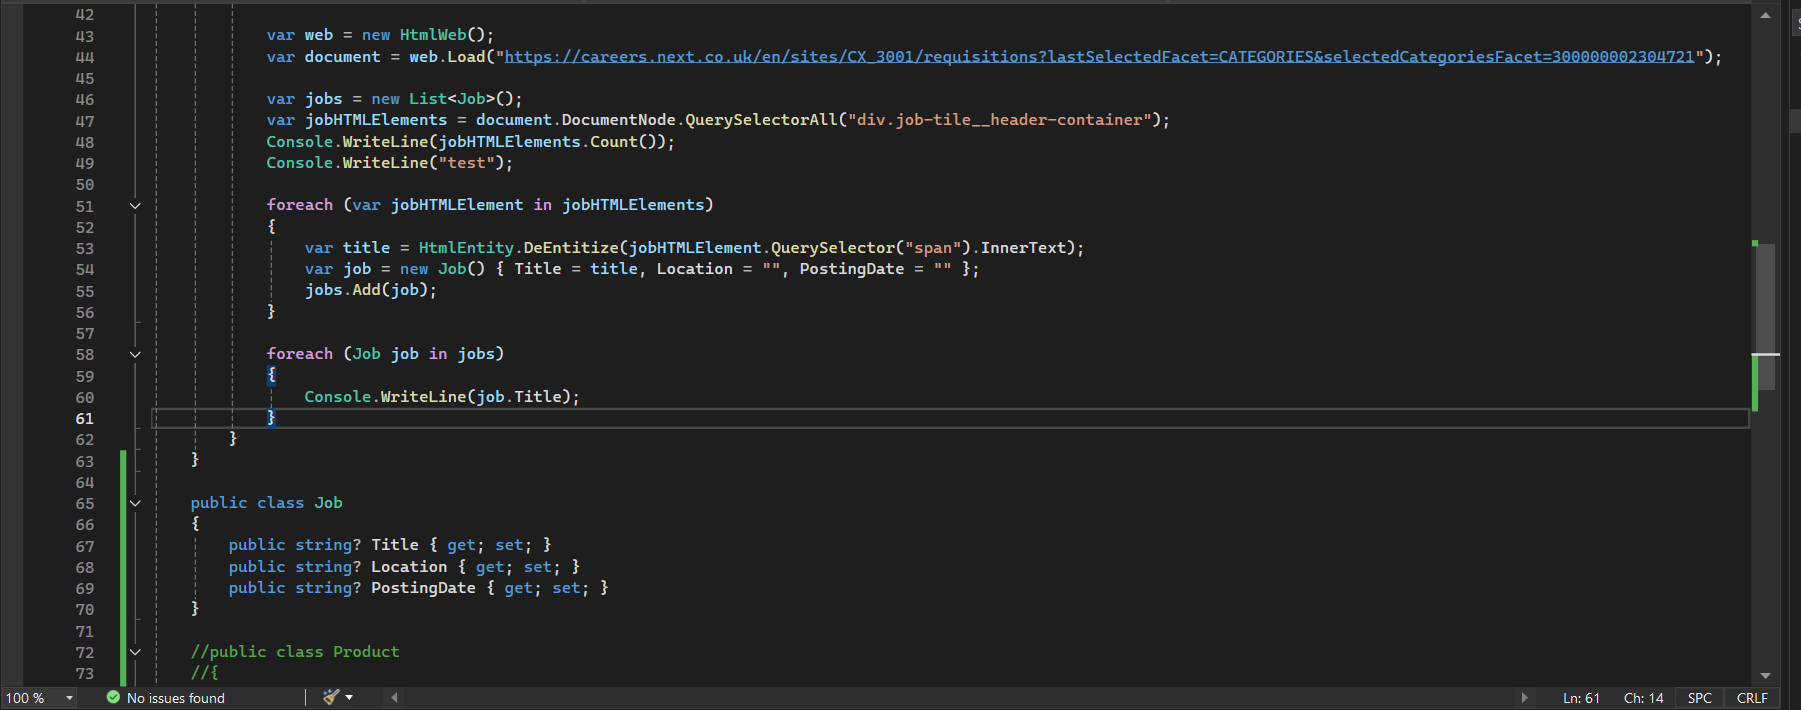 42
43 var web = new HtmlWeb();
44 var document = web.Load("https://careers.next.co.uk/en/sites/CX_3001/requisitions?lastSelectedFacet=CATEGORIES&selectedCategoriesFacet=300000002304721");
45
46 var jobs = new List<Job>();
47 var jobHTMLElements = document.DocumentNode.QuerySelectorAll("div.job-tile__header-container");
48 Console.WriteLine(jobHTMLElements.Count());
49 Console.WriteLine("test");
50
51 foreach (var jobHTMLElement in jobHTMLElements)
52 {
53 var title = HtmlEntity.DeEntitize(jobHTMLElement.QuerySelector("span").InnerText);
54 var job = new Job() { Title = title, Location = "", PostingDate = "" };
55 jobs.Add(job);
56 }
57
58 foreach (Job job in jobs)
59 {
60 Console.WriteLine(job.Title);
61 }
62 }
63 }
64
65 public class Job
66 {
67 public string? Title { get; set; }
68 public string? Location { get; set; }
69 public string? PostingDate { get; set; }
70 }
71
72 //public class Product
73 //{
100 % No issues found Ln: 61 Ch: 14 SPC CRLF